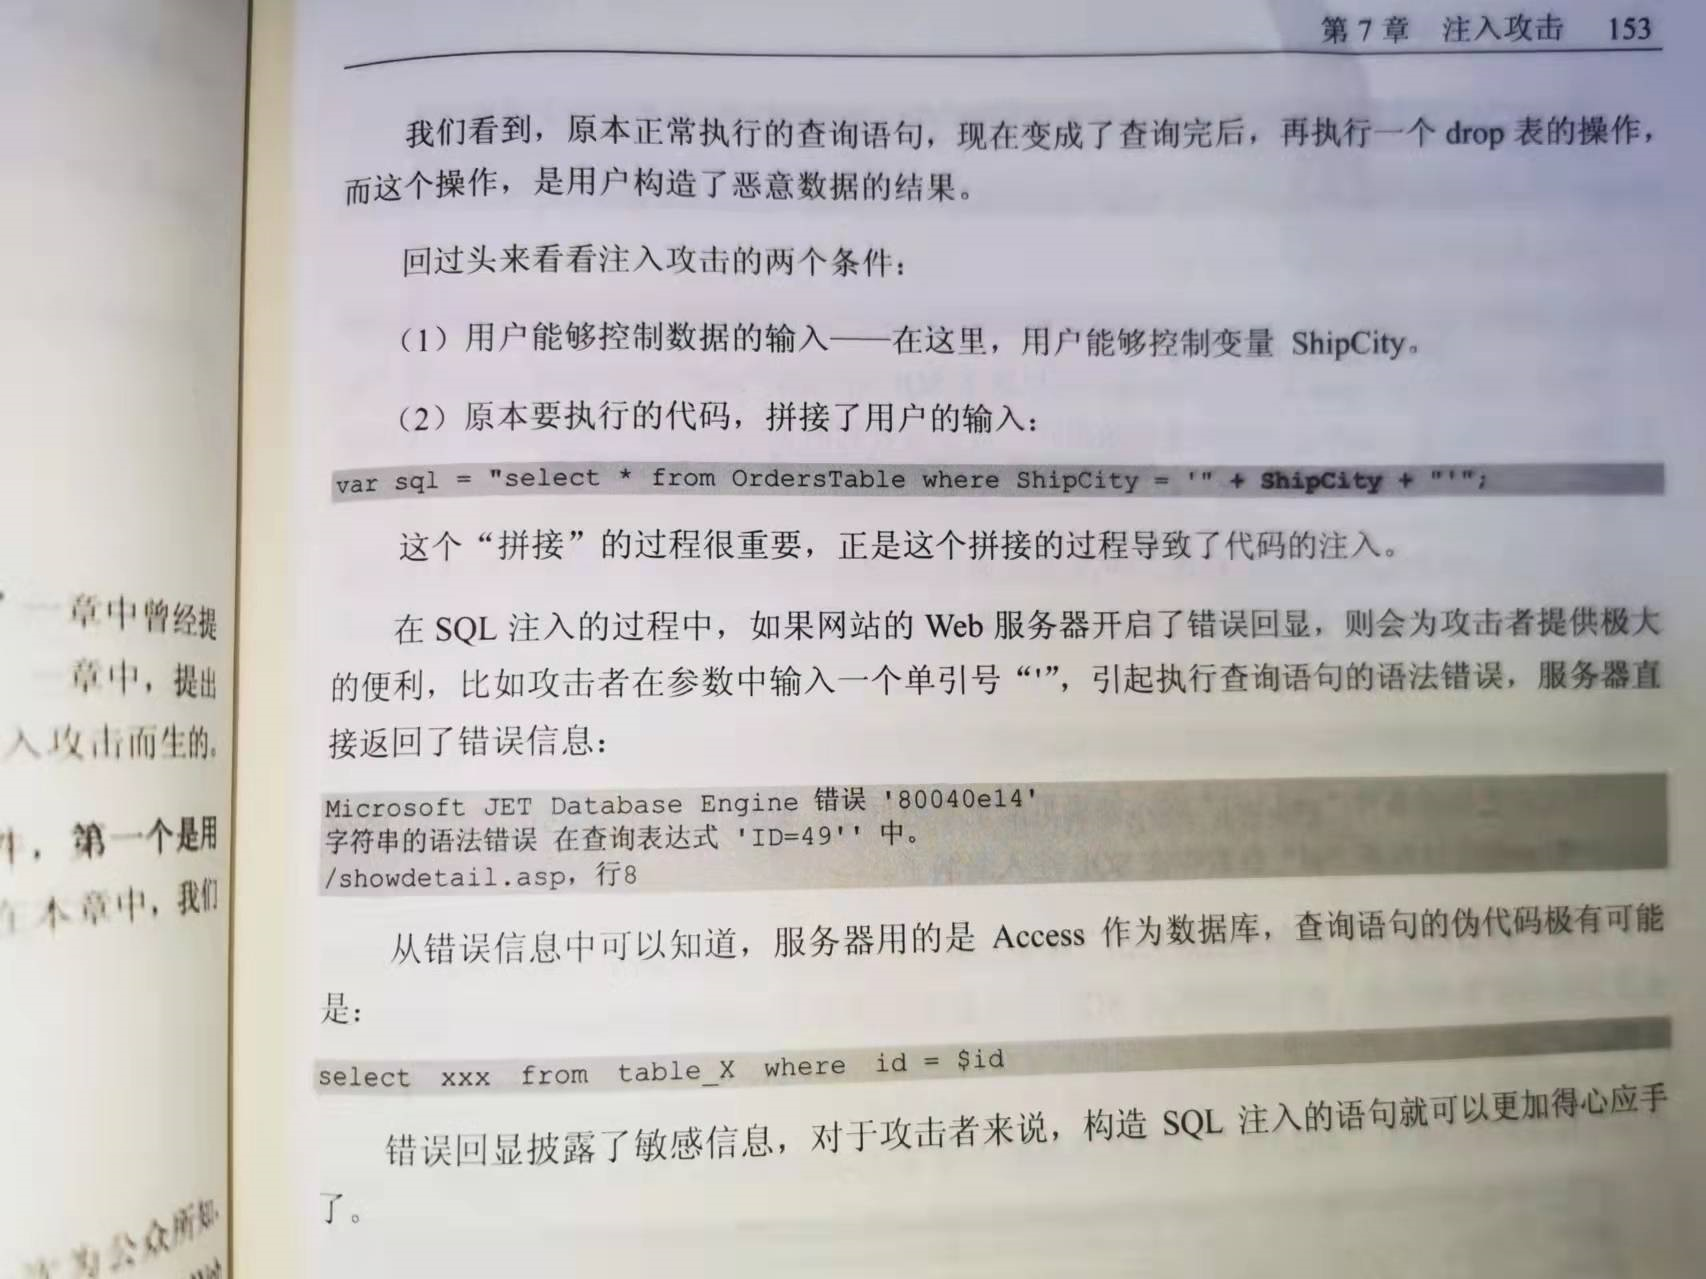 第 7 章　注入攻击　153
我们看到，原本正常执行的查询语句，现在变成了查询完后，再执行一个 drop 表的操作，
而这个操作，是用户构造了恶意数据的结果。
回过头来看看注入攻击的两个条件：
（1）用户能够控制数据的输入——在这里，用户能够控制变量 ShipCity。
（2）原本要执行的代码，拼接了用户的输入：
var sql = "select * from OrdersTable where ShipCity = '" + ShipCity + "'";
这个“拼接”的过程很重要，正是这个拼接的过程导致了代码的注入。
在 SQL 注入的过程中，如果网站的 Web 服务器开启了错误回显，则会为攻击者提供极大
的便利，比如攻击者在参数中输入一个单引号“'”，引起执行查询语句的语法错误，服务器直
接返回了错误信息：
Microsoft JET Database Engine 错误 '80040e14'
字符串的语法错误 在查询表达式 'ID=49'' 中。
/showdetail.asp，行8
从错误信息中可以知道，服务器用的是 Access 作为数据库，查询语句的伪代码极有可能
是：
select xxx from table_X where id = $id
错误回显披露了敏感信息，对于攻击者来说，构造 SQL 注入的语句就可以更加得心应手
了。
一章中曾经提
一章中，提出
入攻击而生的。
件，第一个是用
在本章中，我们
为公众所知，